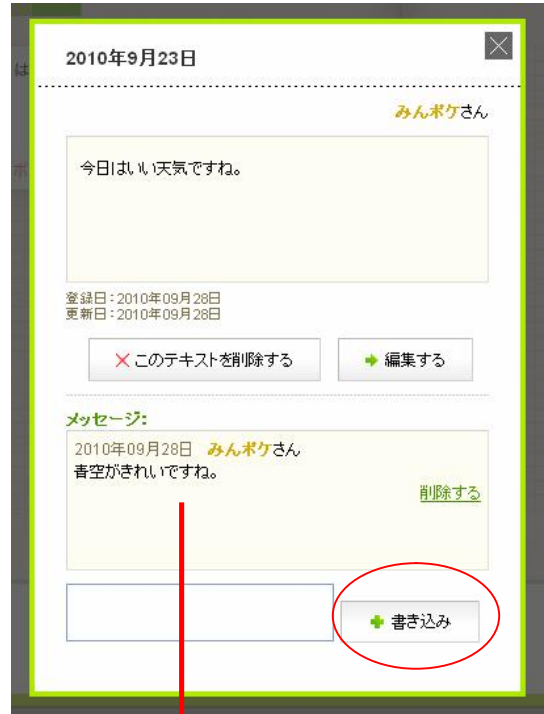 は
2010年9月23日
みんポケさん
ポ
今日はいい天気ですね。
登録日：2010年09月28日
更新日：2010年09月28日
このテキストを削除する
編集する
メッセージ：
2010年09月28日 みんポケさん
青空がきれいですね。
削除する
書き込み